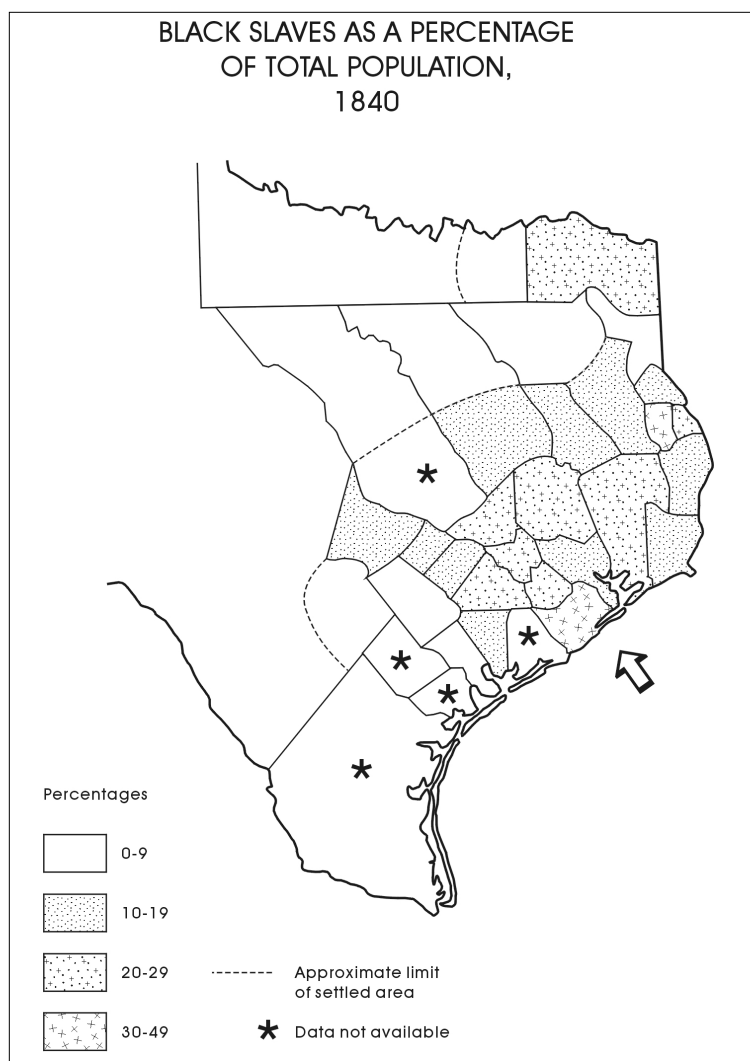 BLACK SLAVES AS A PERCENTAGE
OF TOTAL POPULATION,
1840
Percentages
0-9
10-19
20-29
30-49
Approximate limit
of settled area
Data not available